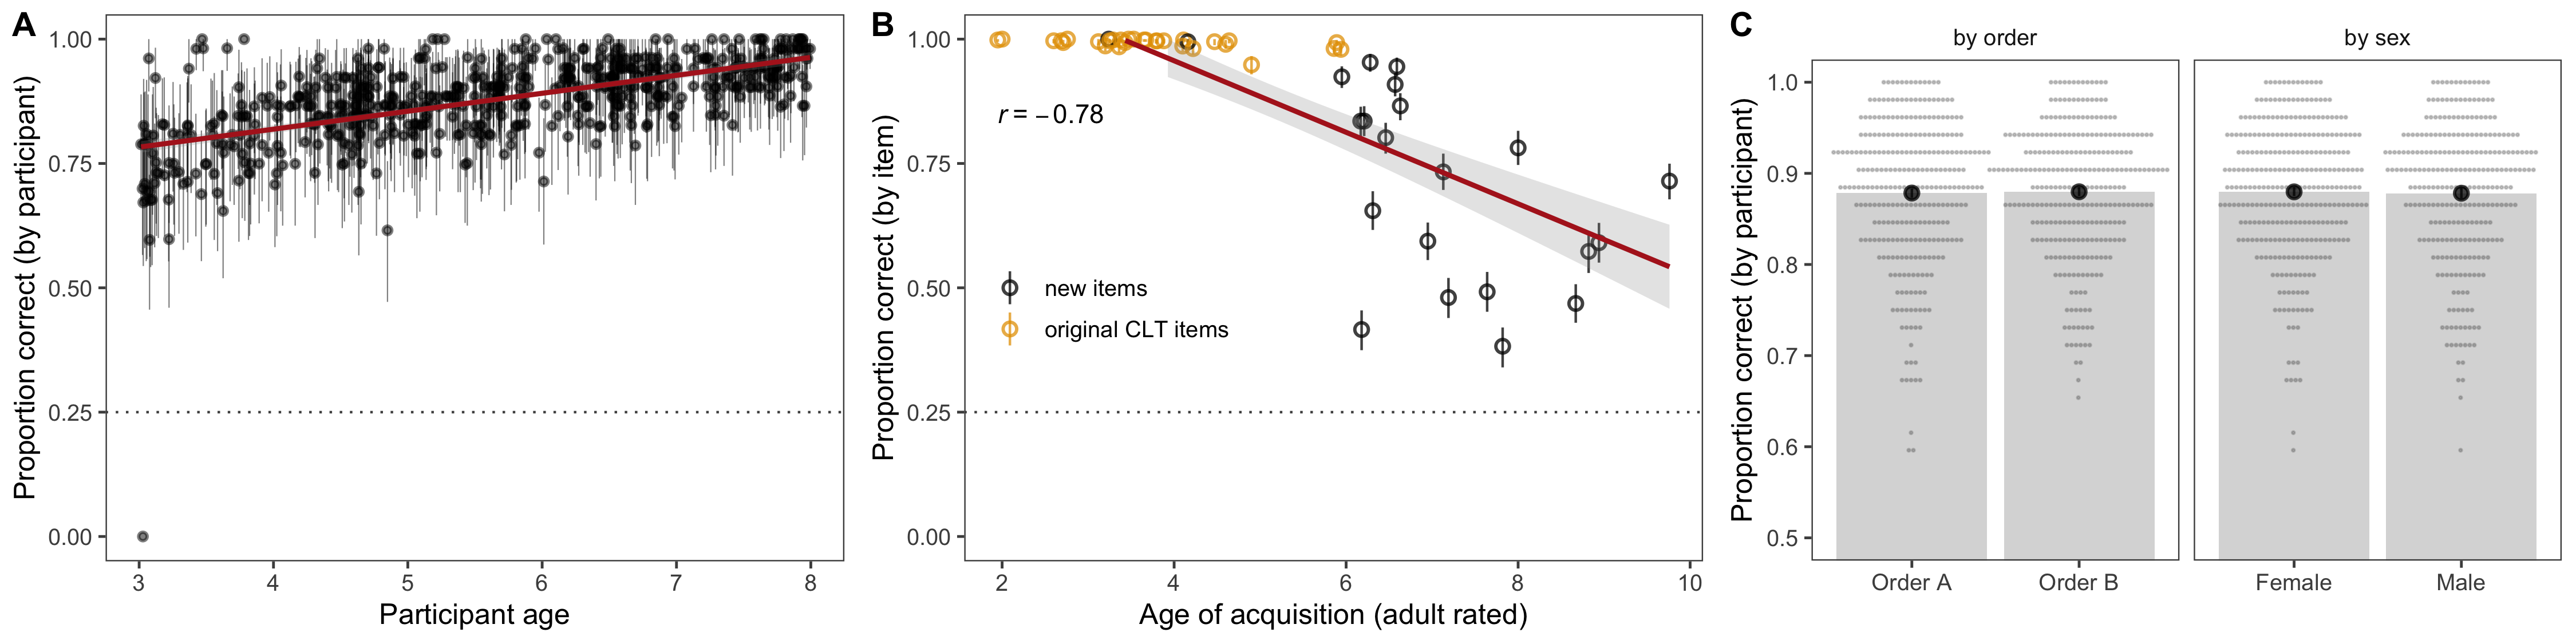 A
Proportion correct (by participant)
1.00
0.75
0.50
0.25
0.00
3 4 5 6 7 8
Participant age
B
Proportion correct (by item)
1.00
0.75
0.50
0.25
0.00
r = −0.78
new items
original CLT items
2 4 6 8 10
Age of acquisition (adult rated)
C
by order by sex
Proportion correct (by participant)
1.0
0.9
0.8
0.7
0.6
0.5
Order A Order B Female Male